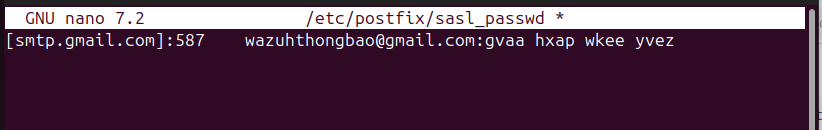 GNU nano 7.2 /etc/postfix/sasl_passwd *
[smtp.gmail.com]:587 wazuhthongbao@gmail.com:gvaa hxap wkee yvez